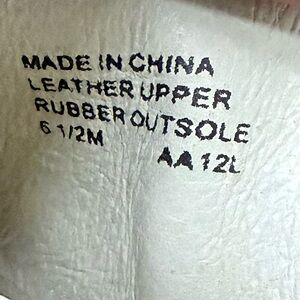 MADE IN CHINA
LEATHER UPPER
RUBBER OUTSOLE
6 1/2M AA 12L